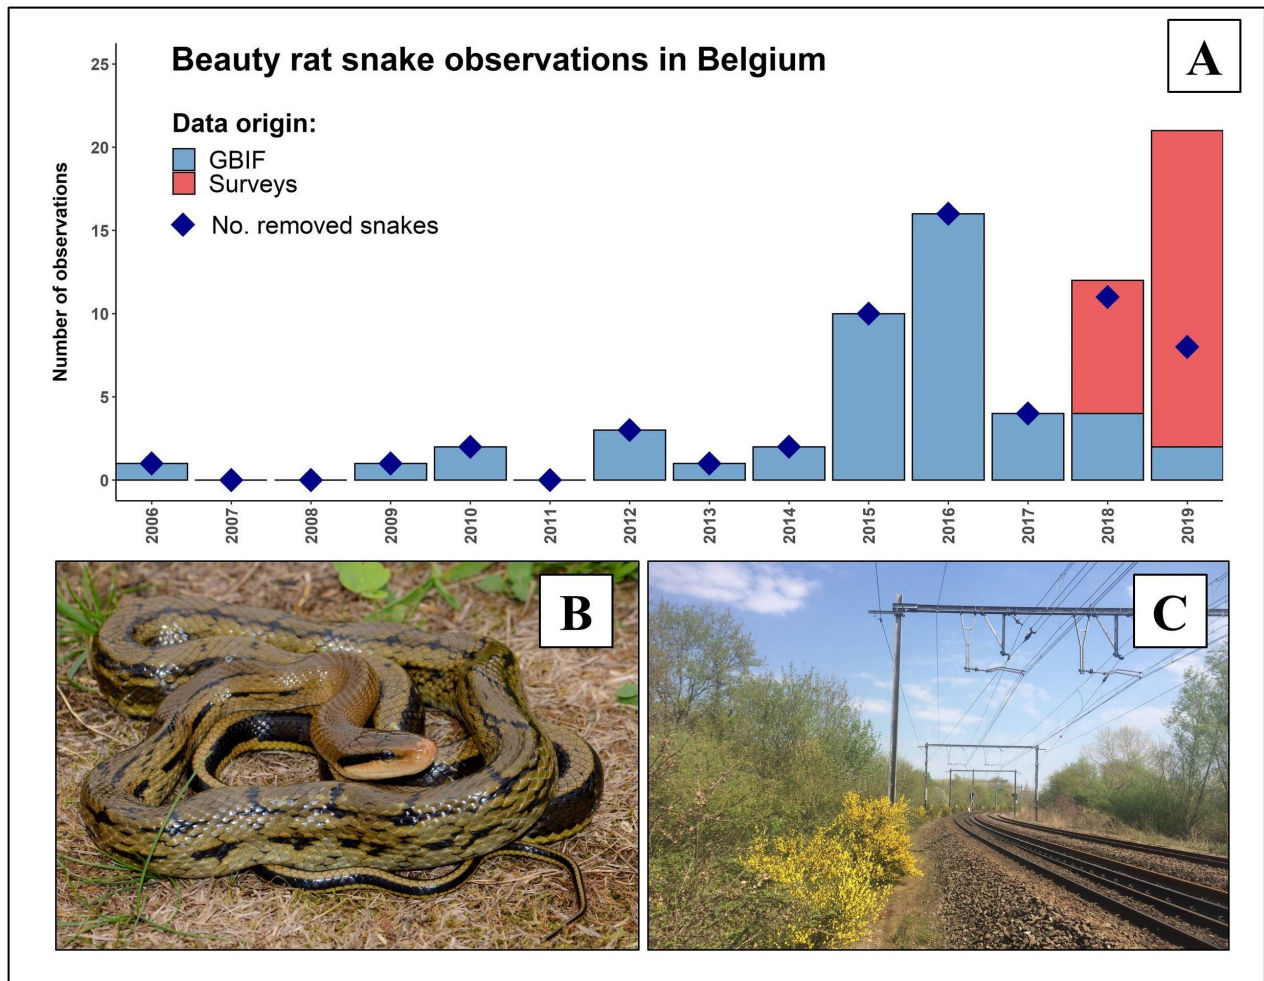 Beauty rat snake observations in Belgium
A
Data origin:
GBIF
Surveys
No. removed snakes
Number of observations
25
20
15
10
5
0
2006
2007
2008
2009
2010
2011
2012
2013
2014
2015
2016
2017
2018
2019
B
C